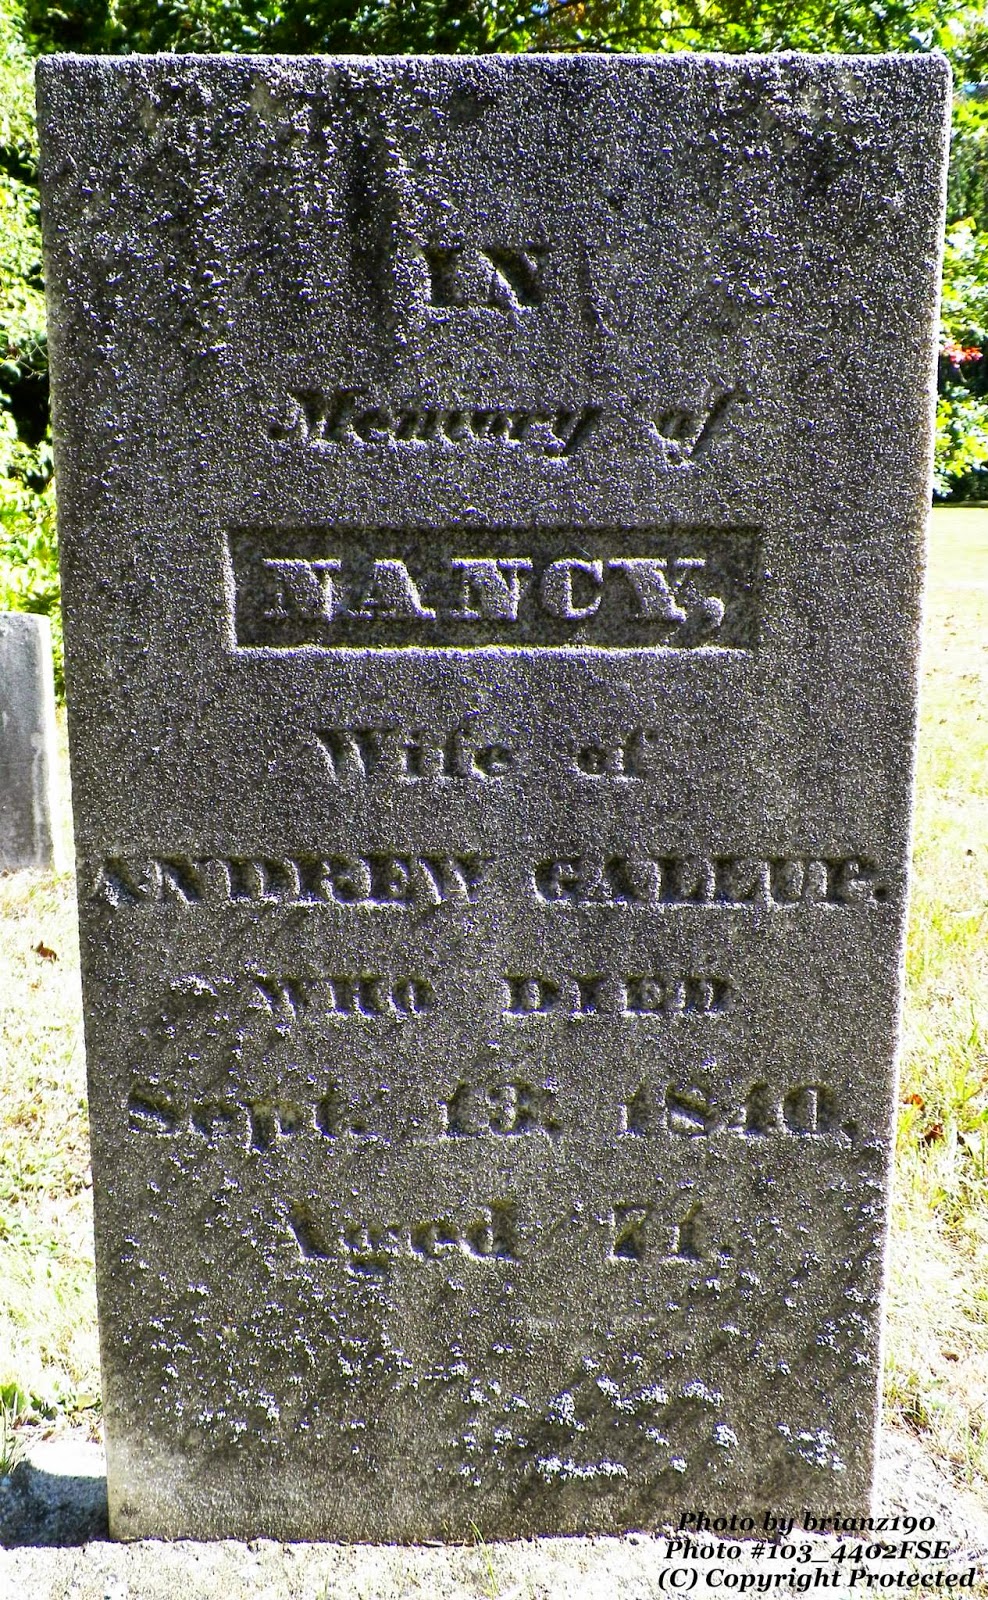 IN
Memory of
NANCY,
Wife of
ANDREW GALLUP.
WHO DIED
Sept. 13, 1840,
Aged 71.
Photo by brianz190
Photo #103_4402FSE
(C) Copyright Protected